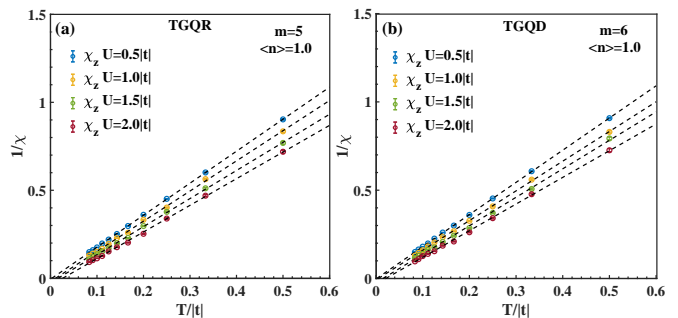 (a)
TGQR
m=5
<n>=1.0
χz U=0.5|t|
χz U=1.0|t|
χz U=1.5|t|
χz U=2.0|t|
1/χ
1.5
1
0.5
0
0 0.1 0.2 0.3 0.4 0.5 0.6
T/|t|
(b)
TGQD
m=6
<n>=1.0
χz U=0.5|t|
χz U=1.0|t|
χz U=1.5|t|
χz U=2.0|t|
1/χ
1.5
1
0.5
0
0 0.1 0.2 0.3 0.4 0.5 0.6
T/|t|